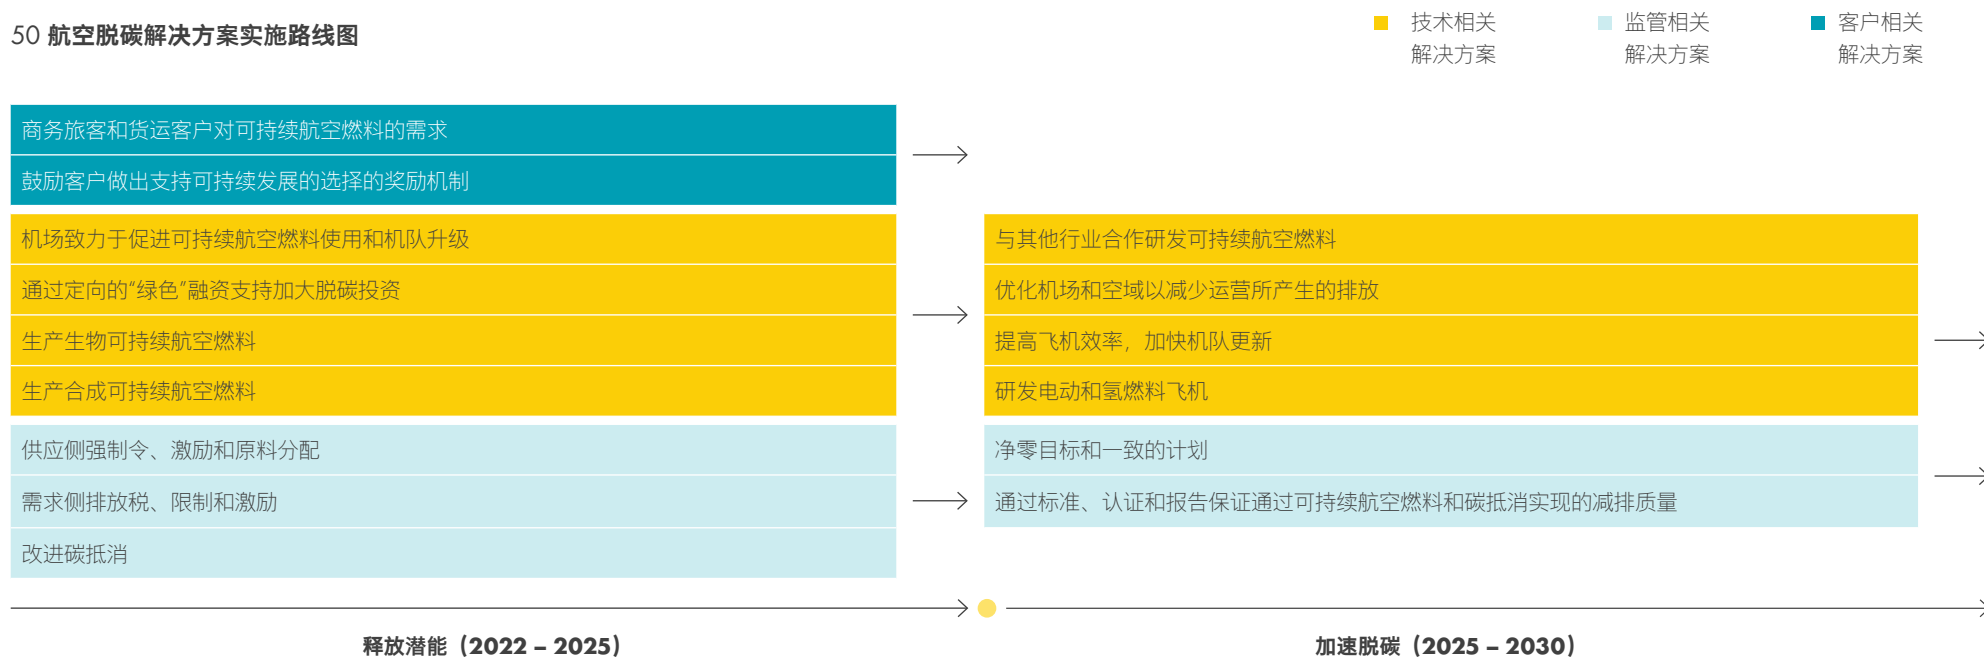 50 航空脱碳解决方案实施路线图
技术相关
解决方案
监管相关
解决方案
客户相关
解决方案
商务旅客和货运客户对可持续航空燃料的需求
鼓励客户做出支持可持续发展的选择的奖励机制
机场致力于促进可持续航空燃料使用和机队升级
通过定向的“绿色”融资支持加大脱碳投资
生产生物可持续航空燃料
生产合成可持续航空燃料
供应侧强制令、激励和原料分配
需求侧排放税、限制和激励
改进碳抵消
与其他行业合作研发可持续航空燃料
优化机场和空域以减少运营所产生的排放
提高飞机效率，加快机队更新
研发电动和氢燃料飞机
净零目标和一致的计划
通过标准、认证和报告保证通过可持续航空燃料和碳抵消实现的减排质量
释放潜能（2022 – 2025）
加速脱碳（2025 – 2030）